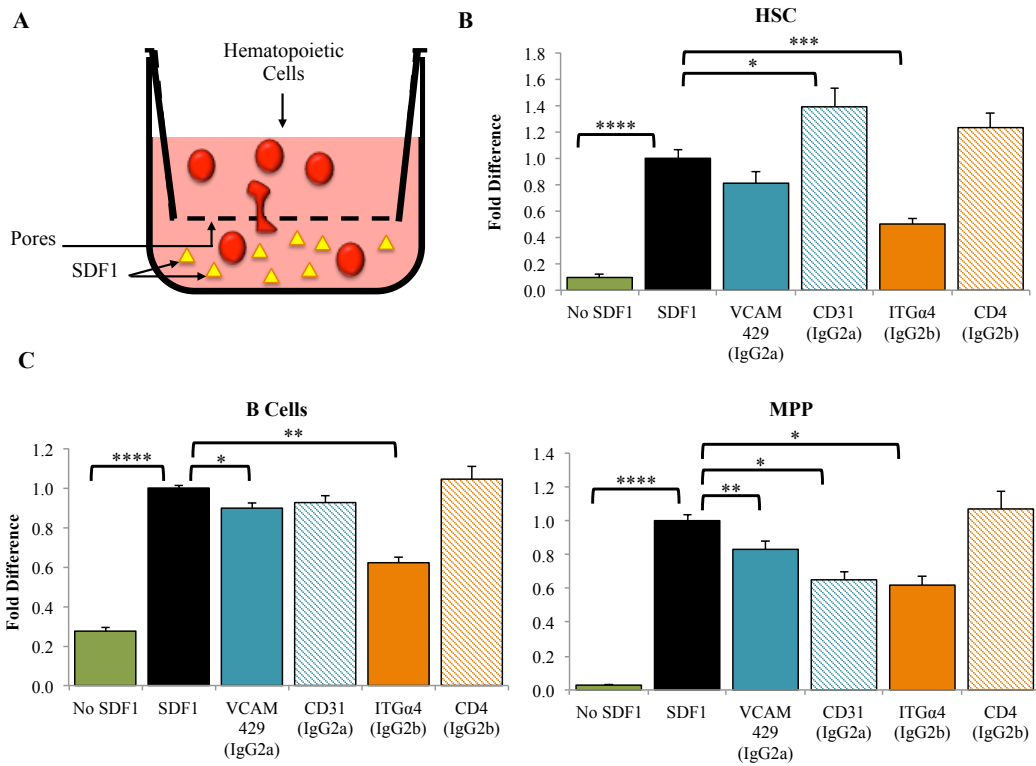 A
Hematopoietic
Cells
Pores
SDF1
B
HSC
Fold Difference
1.8
1.6
1.4
1.2
1.0
0.8
0.6
0.4
0.2
0.0
****
*
***
No SDF1
SDF1
VCAM
429
(IgG2a)
CD31
(IgG2a)
ITGα4
(IgG2b)
CD4
(IgG2b)
C
B Cells
Fold Difference
1.2
1.0
0.8
0.6
0.4
0.2
0.0
****
*
**
No SDF1
SDF1
VCAM
429
(IgG2a)
CD31
(IgG2a)
ITGα4
(IgG2b)
CD4
(IgG2b)
MPP
1.4
1.2
1.0
0.8
0.6
0.4
0.2
0.0
****
**
*
*
No SDF1
SDF1
VCAM
429
(IgG2a)
CD31
(IgG2a)
ITGα4
(IgG2b)
CD4
(IgG2b)